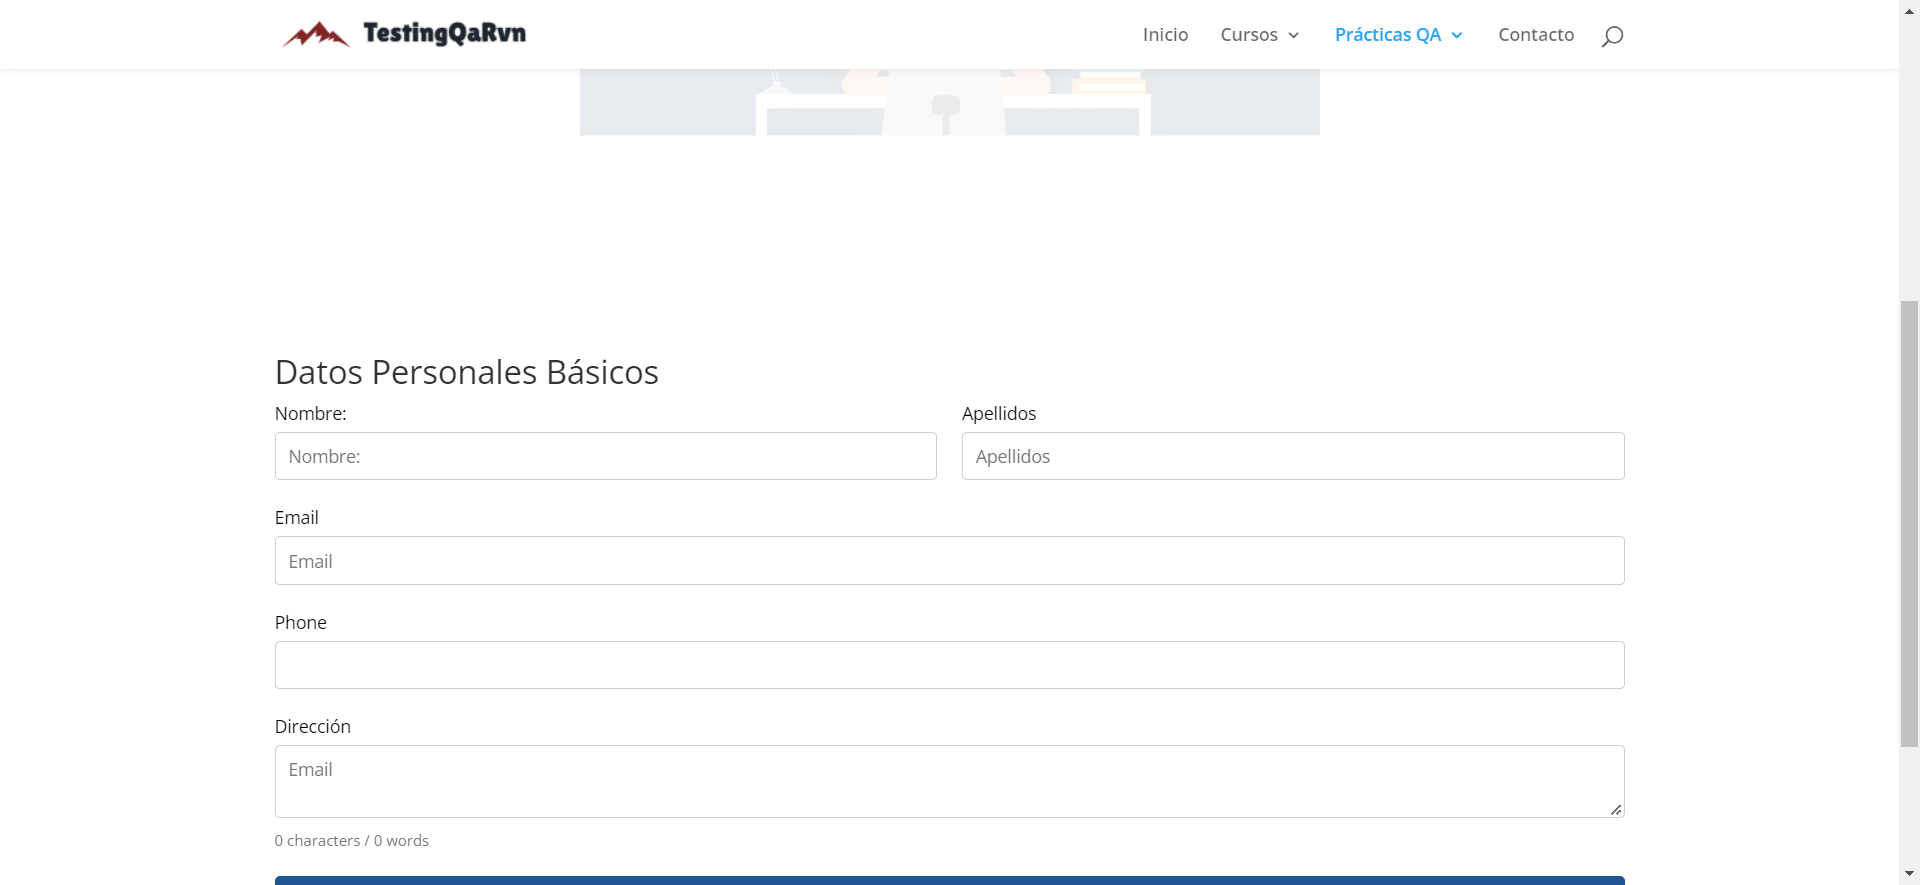 TestingQaRvn
Inicio Cursos Prácticas QA Contacto
Datos Personales Básicos
Nombre: Apellidos
Nombre: Apellidos
Email
Email
Phone
Dirección
Email
0 characters / 0 words